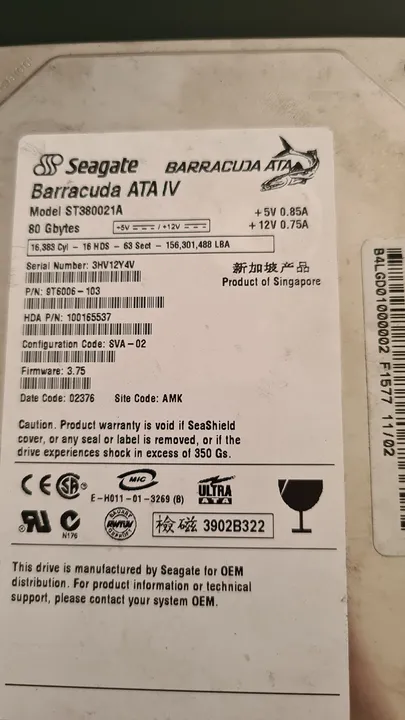 Seagate BARRACUDA ATA
Barracuda ATA IV
Model ST380021A
+5V 0.85A
80 Gbytes
+5V / +12V
+12V 0.75A
16,383 Cyl - 16 HDS - 63 Sect - 156,301,488 LBA
Serial Number: 3HV12Y4V
新加坡产品
Product of Singapore
P/N: 9T6006-103
HDA P/N: 100165537
Configuration Code: SVA-02
Firmware: 3.75
Date Code: 02376 Site Code: AMK
Caution. Product warranty is void if SeaShield
cover, or any seal or label is removed, or if the
drive experiences shock in excess of 350 Gs.
CE SA MIC
E-H011-01-3269 (B)
ULTRA
ATA
N176
檢磁 3902B322
This drive is manufactured by Seagate for OEM
distribution. For product information or technical
support, please contact your system OEM.
B4LGD01000002 F1577 11/02